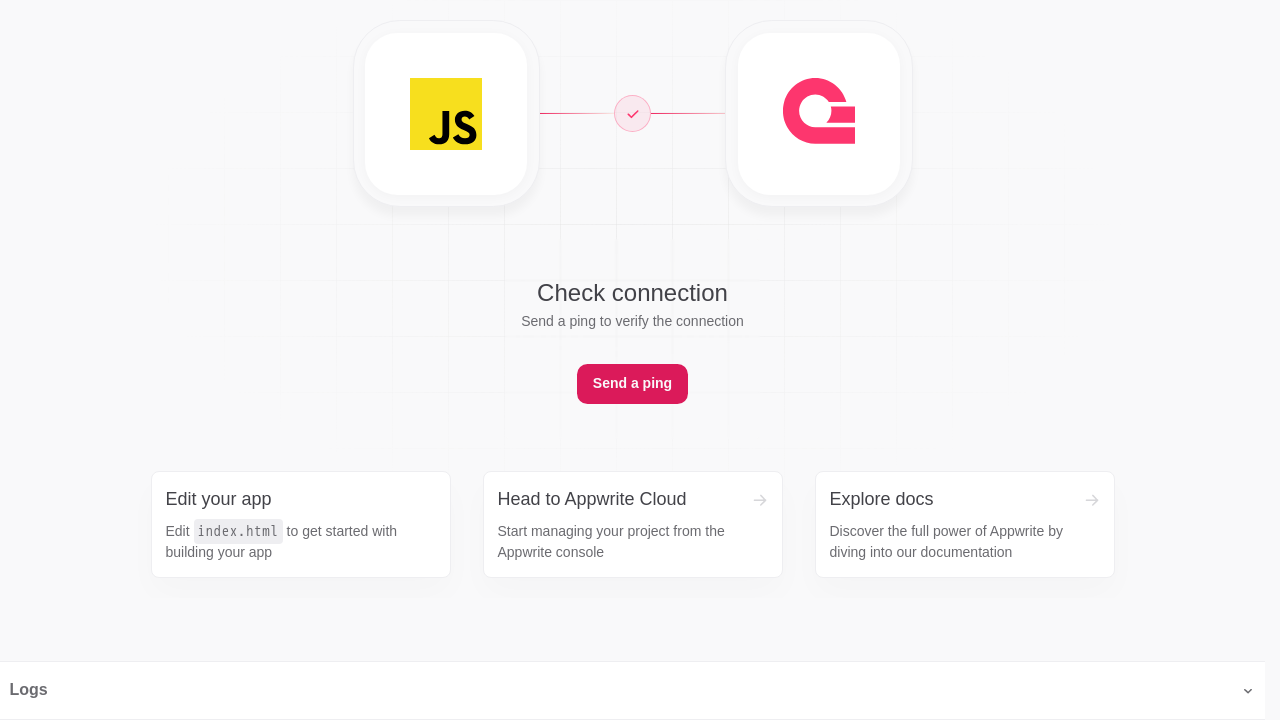 JS
Check connection
Send a ping to verify the connection
Send a ping
Edit your app
Edit index.html to get started with
building your app
Head to Appwrite Cloud
Start managing your project from the
Appwrite console
Explore docs
Discover the full power of Appwrite by
diving into our documentation
Logs